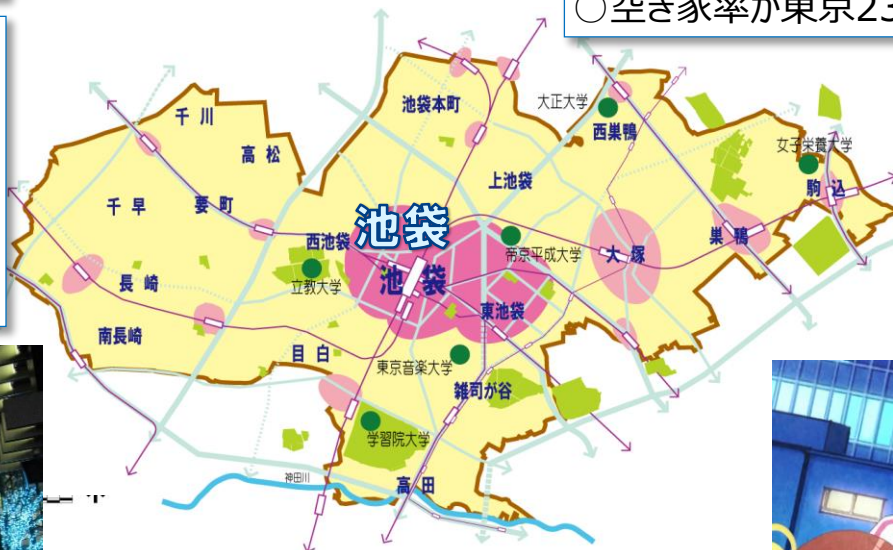 ○空き家率が東京23
千川
池袋本町
大正大学
西巣鴨
女子栄養大学
高松
上池袋
駒込
千早
要町
西池袋
池袋
巣鴨
帝京平成大学
大塚
長崎
立教大学
池袋
東池袋
南長崎
目白
東京音楽大学
雑司が谷
学習院大学
神田川
高田